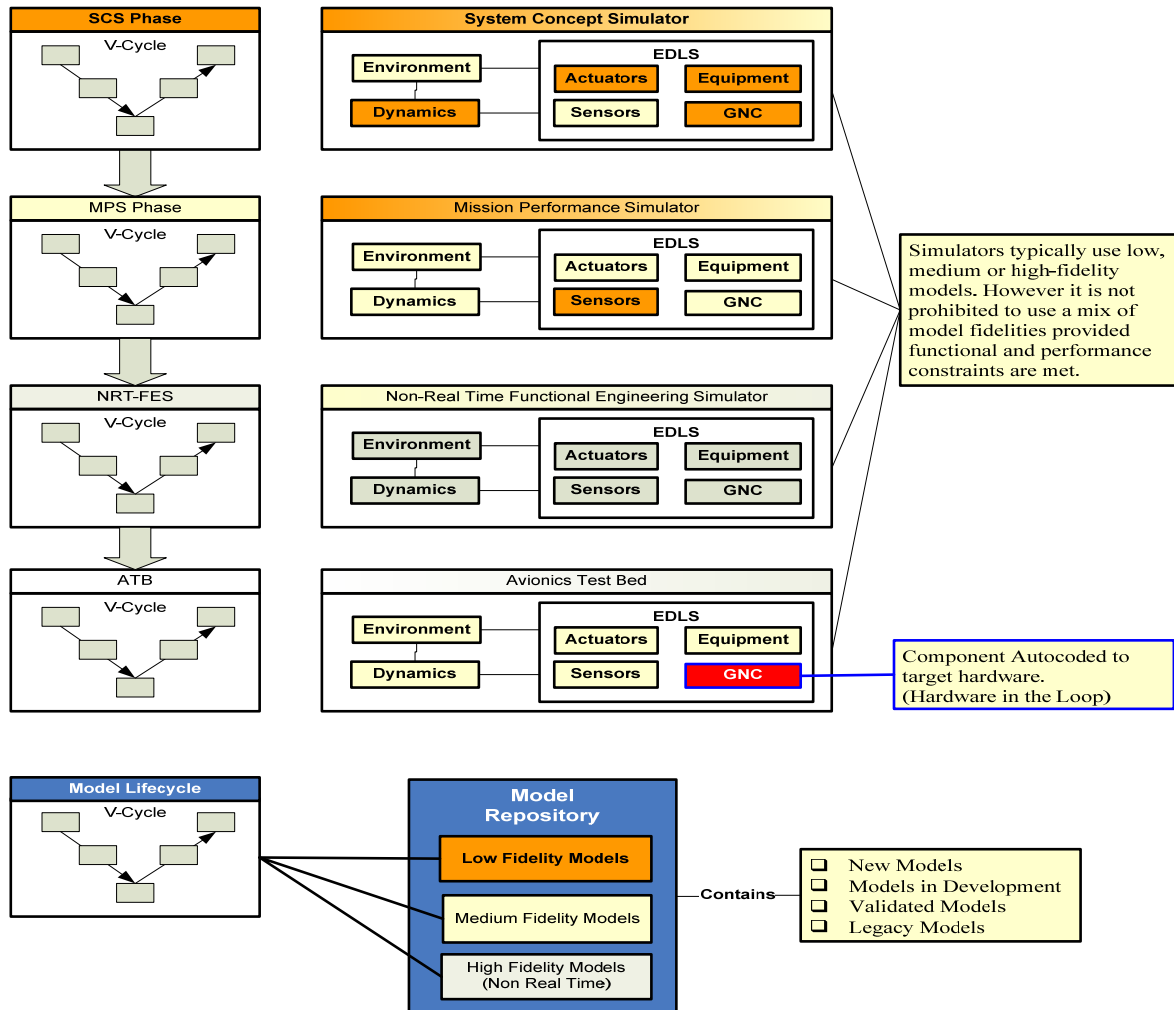 SCS Phase
V-Cycle
System Concept Simulator
EDLS
Environment
Actuators
Equipment
Dynamics
Sensors
GNC
MPS Phase
V-Cycle
Mission Performance Simulator
EDLS
Environment
Actuators
Equipment
Dynamics
Sensors
GNC
Simulators typically use low,
medium or high-fidelity
models. However it is not
prohibited to use a mix of
model fidelities provided
functional and performance
constraints are met.
NRT-FES
V-Cycle
Non-Real Time Functional Engineering Simulator
EDLS
Environment
Actuators
Equipment
Dynamics
Sensors
GNC
ATB
V-Cycle
Avionics Test Bed
EDLS
Environment
Actuators
Equipment
Dynamics
Sensors
GNC
Component Autocoded to
target hardware.
(Hardware in the Loop)
Model Lifecycle
V-Cycle
Model
Repository
Low Fidelity Models
Medium Fidelity Models
High Fidelity Models
(Non Real Time)
Contains
❑ New Models
❑ Models in Development
❑ Validated Models
❑ Legacy Models